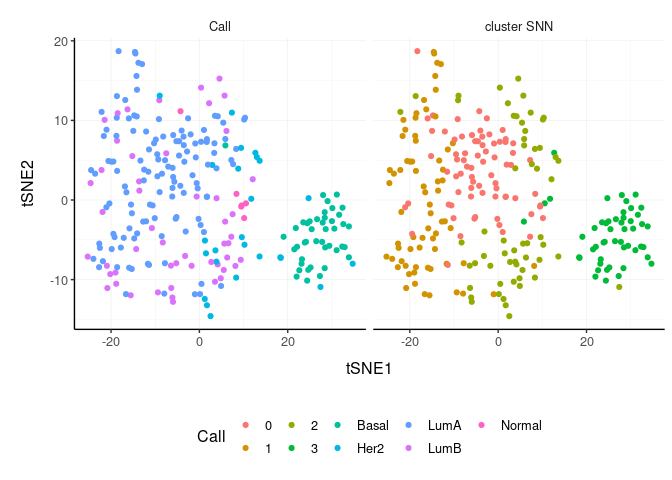 Call cluster SNN
20
10
0
-10
tSNE2
-20 0 20 -20 0 20
tSNE1
Call 0 2 Basal LumA Normal
1 3 Her2 LumB